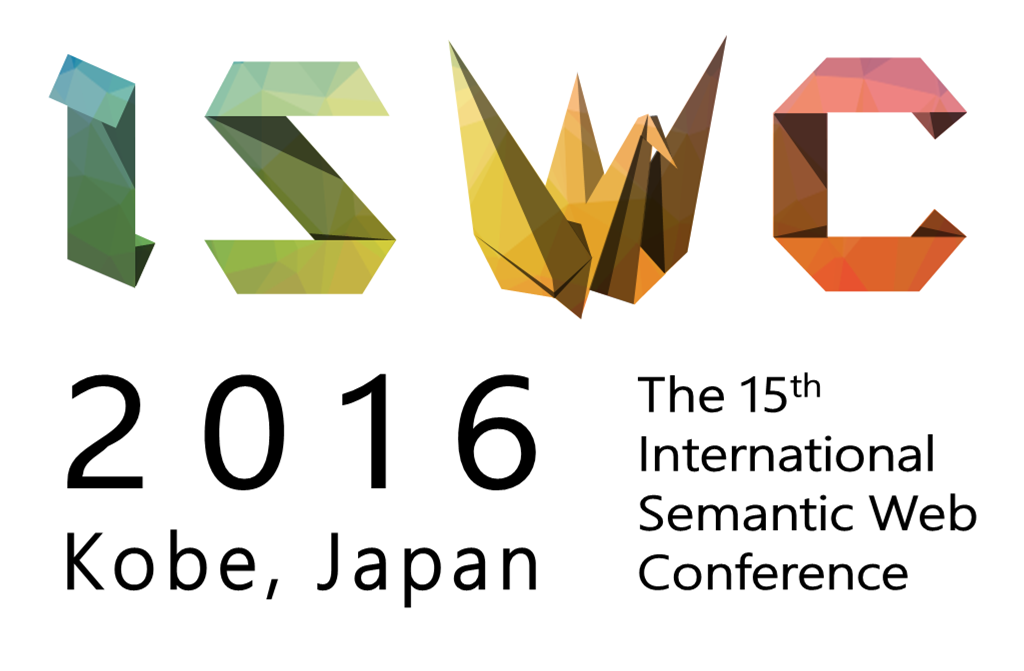 ISWC
2016
Kobe, Japan
The 15th
International
Semantic Web
Conference